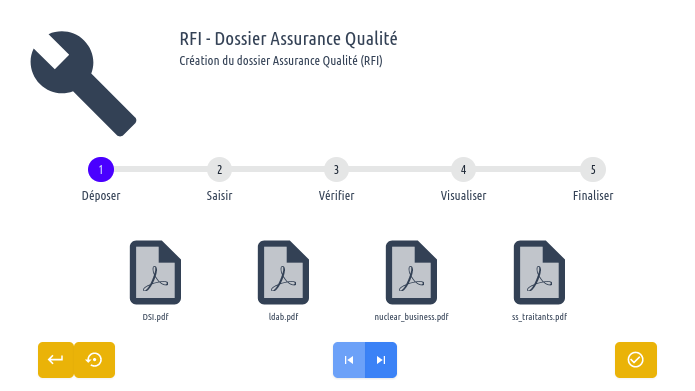 RFI - Dossier Assurance Qualité
Création du dossier Assurance Qualité (RFI)
1 2 3 4 5
Déposer Saisir Vérifier Visualiser Finaliser
DSI.pdf ldab.pdf nuclear_business.pdf ss_traitants.pdf